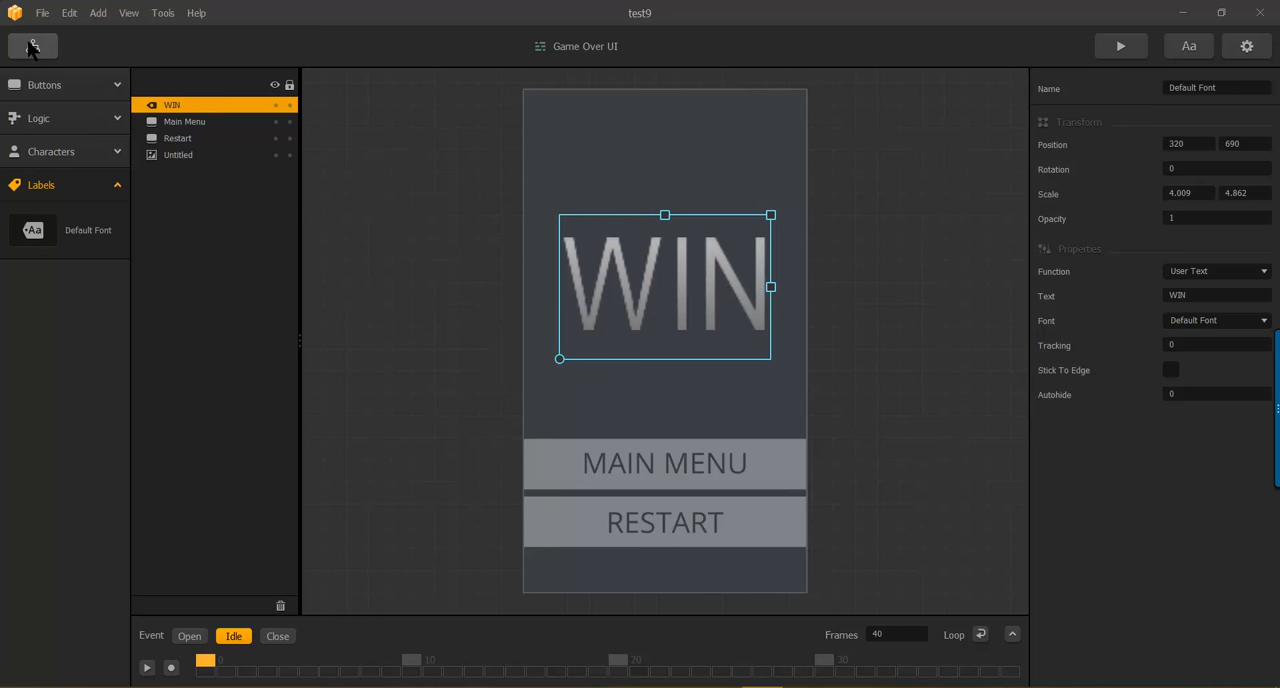 File Edit View Add Tools Help
test9
Game Over UI
Aa
Buttons
Logic
Characters
Labels
Aa Default Font
WIN
Main Menu
Restart
Untitled
WIN
MAIN MENU
RESTART
Name Default Font
Transform
Position 320 690
Rotation 0
Scale 4.009 4.862
Opacity 1
Properties
Function User Text
Text WIN
Font Default Font
Tracking 0
Stick To Edge
Autohide 0
Event Open Idle Close
Frames 40 Loop
0 10 20 30